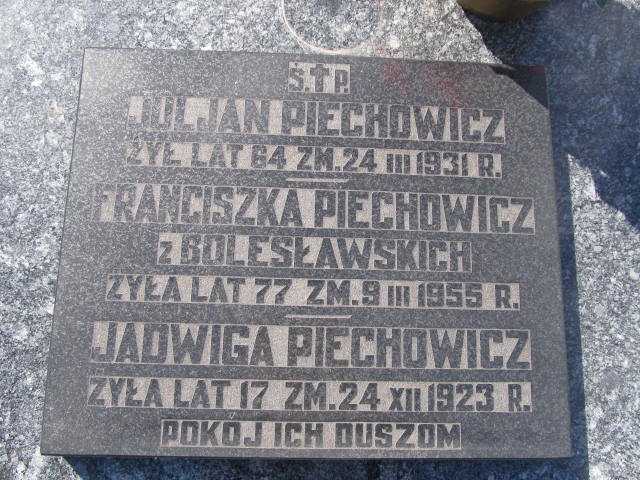 Ś.†P.
JULJAN PIECHOWICZ
ŻYŁ LAT 64 ZM.24 III 1931 R.
FRANCISZKA PIECHOWICZ
Z BOLESŁAWSKICH
ŻYŁA LAT 77 ZM.9 III 1955 R.
JADWIGA PIECHOWICZ
ŻYŁA LAT 17 ZM.24 XII 1923 R.
POKOJ ICH DUSZOM